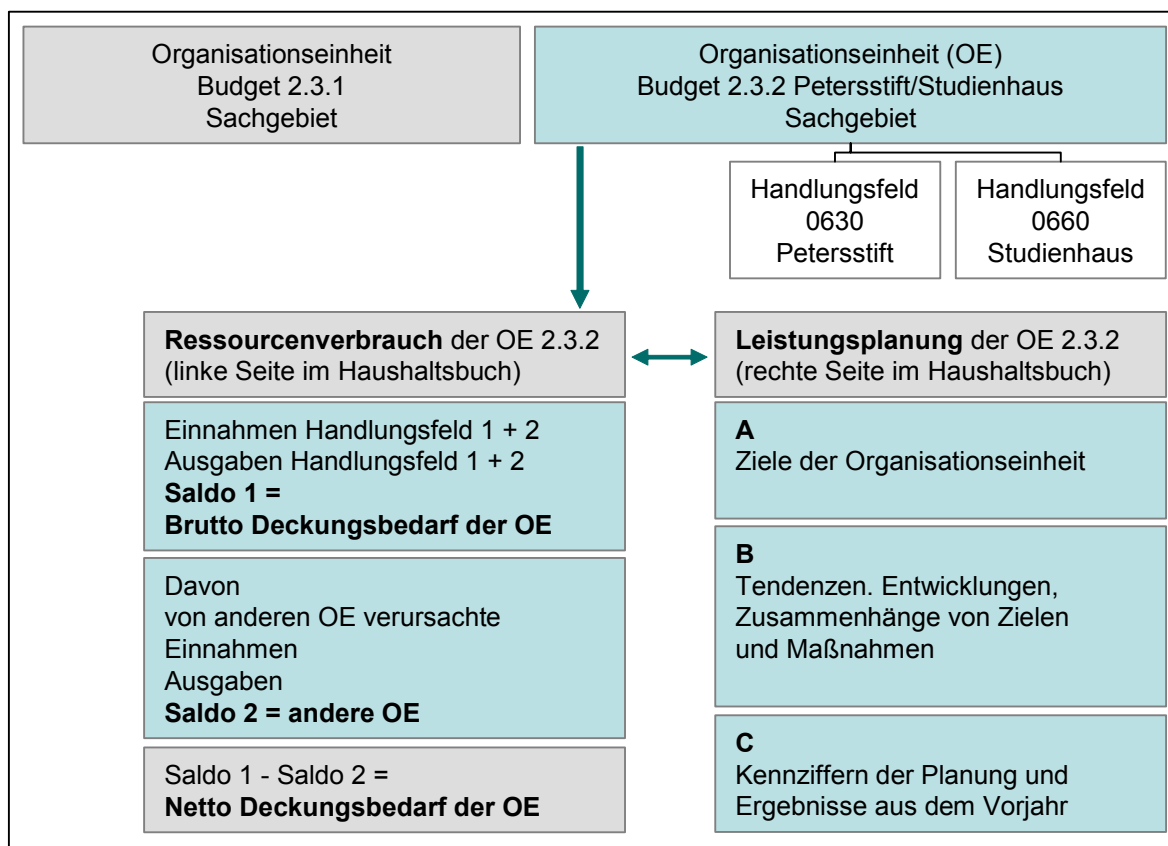 Organisationseinheit
Budget 2.3.1
Sachgebiet
Organisationseinheit (OE)
Budget 2.3.2 Petersstift/Studienhaus
Sachgebiet
Handlungsfeld
0630
Petersstift
Handlungsfeld
0660
Studienhaus
Ressourcenverbrauch der OE 2.3.2
(linke Seite im Haushaltsbuch)
Einnahmen Handlungsfeld 1 + 2
Ausgaben Handlungsfeld 1 + 2
Saldo 1 =
Brutto Deckungsbedarf der OE
Davon
von anderen OE verursachte
Einnahmen
Ausgaben
Saldo 2 = andere OE
Saldo 1 - Saldo 2 =
Netto Deckungsbedarf der OE
Leistungsplanung der OE 2.3.2
(rechte Seite im Haushaltsbuch)
A
Ziele der Organisationseinheit
B
Tendenzen. Entwicklungen,
Zusammenhänge von Zielen
und Maßnahmen
C
Kennziffern der Planung und
Ergebnisse aus dem Vorjahr